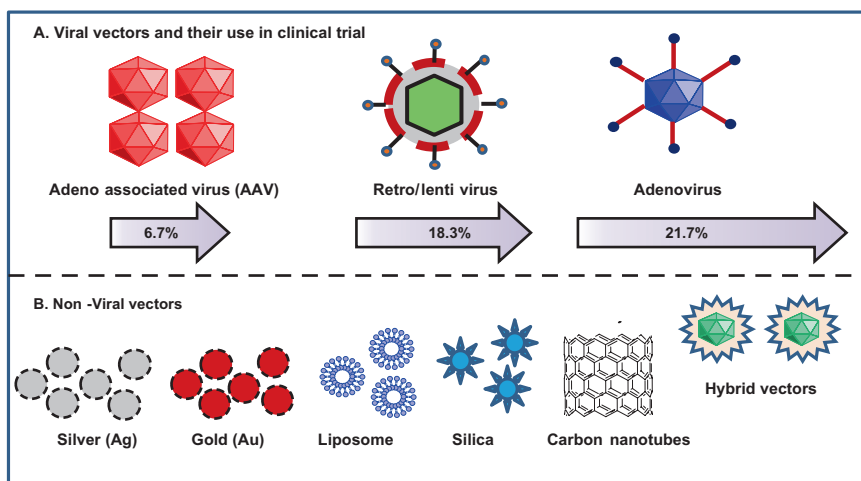 A. Viral vectors and their use in clinical trial
Adeno associated virus (AAV)
Retro/lenti virus
Adenovirus
6.7%
18.3%
21.7%
B. Non -Viral vectors
Silver (Ag)
Gold (Au)
Liposome
Silica
Carbon nanotubes
Hybrid vectors